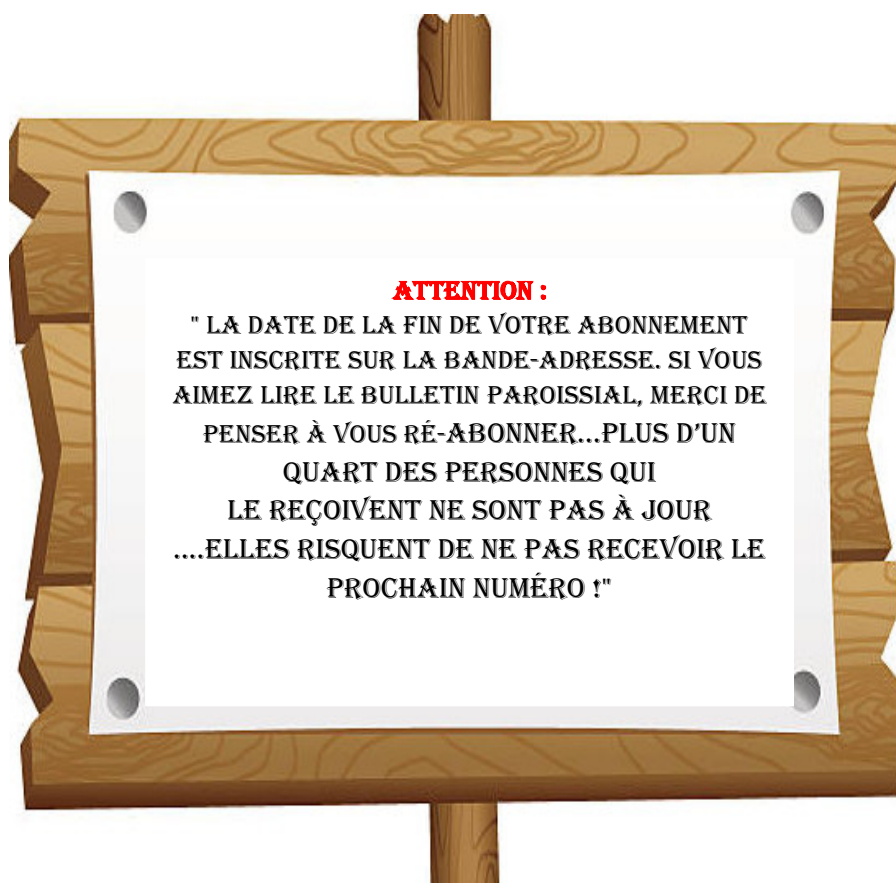 ATTENTION :
" LA DATE DE LA FIN DE VOTRE ABONNEMENT
EST INSCRITE SUR LA BANDE-ADRESSE. SI VOUS
AIMEZ LIRE LE BULLETIN PAROISSIAL, MERCI DE
PENSER À VOUS RÉ-ABONNER...PLUS D'UN
QUART DES PERSONNES QUI
LE REÇOIVENT NE SONT PAS À JOUR
....ELLES RISQUENT DE NE PAS RECEVOIR LE
PROCHAIN NUMÉRO !"